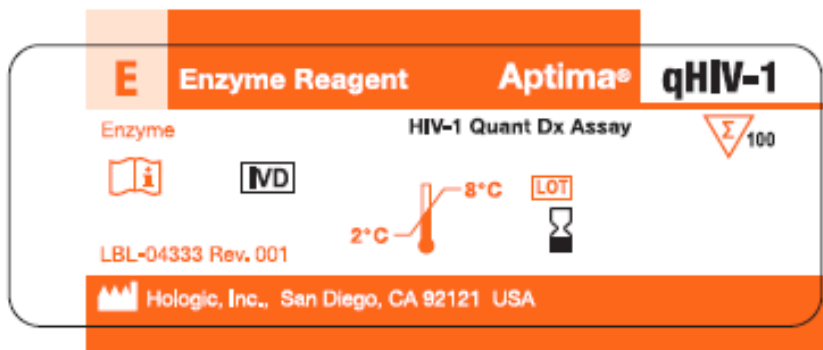 E Enzyme Reagent Aptima® qHIV-1
Enzyme HIV-1 Quant Dx Assay Σ/100
i IVD
8°C LOT
2°C
LBL-04333 Rev. 001
Hologic, Inc., San Diego, CA 92121 USA